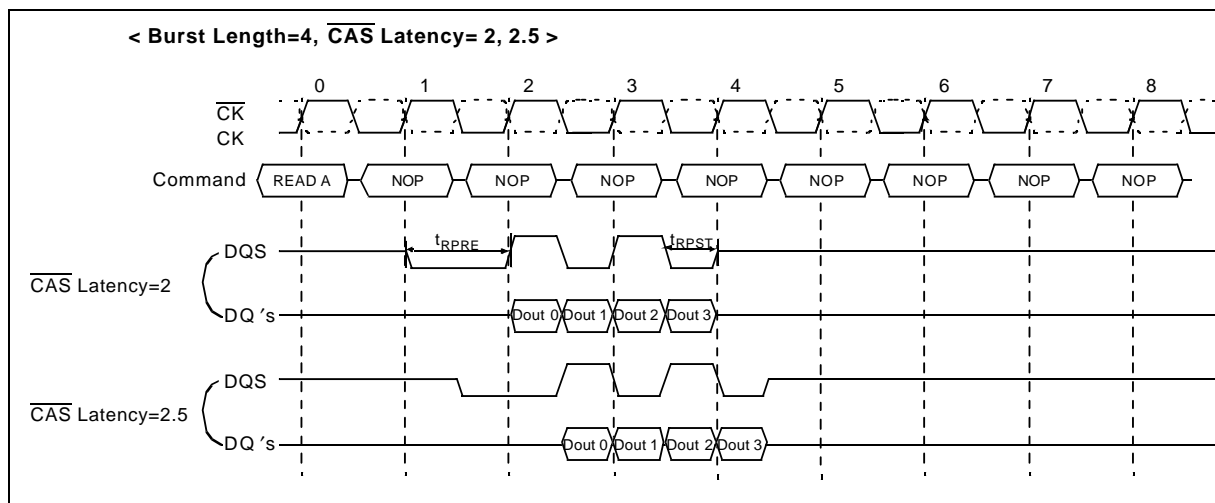 < Burst Length=4, CAS Latency= 2, 2.5 >
0 1 2 3 4 5 6 7 8
CK
CK
Command READ A NOP NOP NOP NOP NOP NOP NOP NOP
DQS tRPRE tRPST
CAS Latency=2
DQ 's Dout 0 Dout 1 Dout 2 Dout 3
DQS
CAS Latency=2.5
DQ 's Dout 0 Dout 1 Dout 2 Dout 3